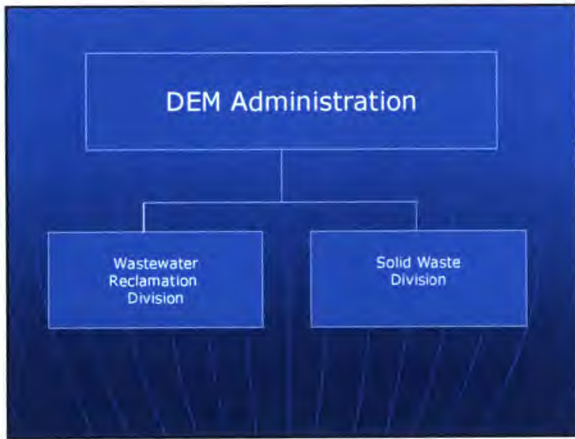 DEM Administration
Wastewater
Reclamation
Division
Solid Waste
Division